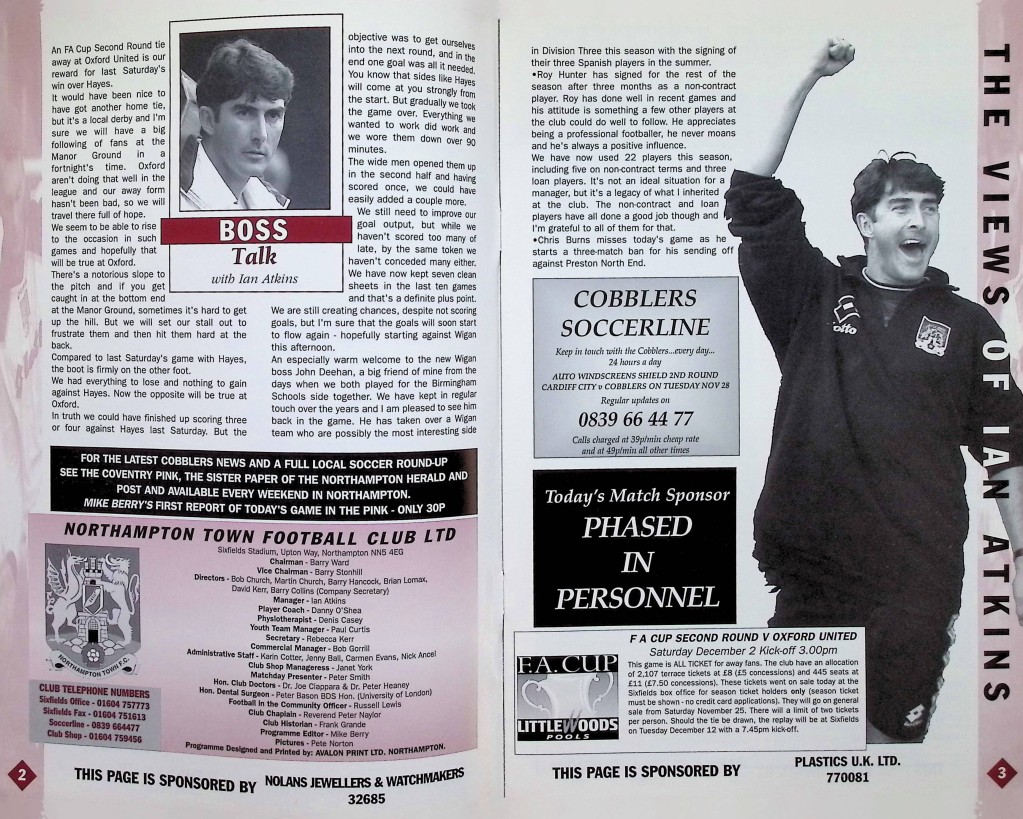 An FA Cup Second Round tie
away at Oxford United is our
reward for last Saturday's
win over Hayes.
It would have been nice to
have got another home tie,
but it's a local derby and I'm
sure we will have a big
following of fans at the
Manor Ground in a
fortnight's time. Oxford
aren't doing that well in the
league and our away form
hasn't been bad, so we will
travel there full of hope.
We seem to be able to rise
to the occasion in such
games and hopefully that
will be true at Oxford.
There's a notorious slope to
the pitch and if you get
caught in at the bottom end
at the Manor Ground, sometimes it's hard to get
up the hill. But we will set our stall out to
frustrate them and then hit them hard at the
back.
Compared to last Saturday's game with Hayes,
the boot is firmly on the other foot.
We had everything to lose and nothing to gain
against Hayes. Now the opposite will be true at
Oxford.
In truth we could have finished up scoring three
or four against Hayes last Saturday. But the
BOSS
Talk
with Ian Atkins
objective was to get ourselves
into the next round, and in the
end one goal was all it needed.
You know that sides like Hayes
will come at you strongly from
the start. But gradually we took
the game over. Everything we
wanted to work did work and
we wore them down over 90
minutes.
The wide men opened them up
in the second half and having
scored once, we could have
easily added a couple more.
We still need to improve our
goal output, but while we
haven't scored too many of
late, by the same token we
haven't conceded many either.
We have now kept seven clean
sheets in the last ten games
and that's a definite plus point.
We are still creating chances, despite not scoring
goals, but I'm sure that the goals will soon start
to flow again - hopefully starting against Wigan
this afternoon.
An especially warm welcome to the new Wigan
boss John Deehan, a big friend of mine from the
days when we both played for the Birmingham
Schools side together. We have kept in regular
touch over the years and I am pleased to see him
back in the game. He has taken over a Wigan
team who are possibly the most interesting side
FOR THE LATEST COBBLERS NEWS AND A FULL LOCAL SOCCER ROUND-UP
SEE THE COVENTRY PINK, THE SISTER PAPER OF THE NORTHAMPTON HERALD AND
POST AND AVAILABLE EVERY WEEKEND IN NORTHAMPTON.
MIKE BERRY'S FIRST REPORT OF TODAY'S GAME IN THE PINK - ONLY 30P
NORTHAMPTON TOWN FOOTBALL CLUB LTD
Sixfields Stadium, Upton Way, Northampton NN5 4EG
Chairman - Barry Ward
Vice Chairman - Barry Stonhill
Directors - Bob Church, Martin Church, Barry Hancock, Brian Lomax,
David Kerr, Barry Collins (Company Secretary)
Manager - Ian Atkins
Player Coach - Danny O'Shea
Physiotherapist - Denis Casey
Youth Team Manager - Paul Curtis
Secretary - Rebecca Kerr
Commercial Manager - Bob Gorrill
Administrative Staff - Karin Cotter, Jenny Ball, Carmen Evans, Nick Ancel
Club Shop Manageress - Janet York
Matchday Presenter - Peter Smith
Hon. Club Doctors - Dr. Joe Ciappara & Dr. Peter Heaney
Hon. Dental Surgeon - Peter Bason BDS Hon. (University of London)
Football in the Community Officer - Russell Lewis
Club Chaplain - Reverend Peter Naylor
Club Historian - Frank Grande
Programme Editor - Mike Berry
Pictures - Pete Norton
Programme Designed and Printed by: AVALON PRINT LTD. NORTHAMPTON.
NORTHAMPTON TOWN F.C.
CLUB TELEPHONE NUMBERS
Sixfields Office - 01604 757773
Sixfields Fax - 01604 751613
Soccerline - 0839 664477
Club Shop - 01604 759456
2
THIS PAGE IS SPONSORED BY NOLANS JEWELLERS & WATCHMAKERS
32685
in Division Three this season with the signing of
their three Spanish players in the summer.
•Roy Hunter has signed for the rest of the
season after three months as a non-contract
player. Roy has done well in recent games and
his attitude is something a few other players at
the club could do well to follow. He appreciates
being a professional footballer, he never moans
and he's always a positive influence.
We have now used 22 players this season,
including five on non-contract terms and three
loan players. It's not an ideal situation for a
manager, but it's a legacy of what I inherited
at the club. The non-contract and loan
players have all done a good job though and
I'm grateful to all of them for that.
•Chris Burns misses today's game as he
starts a three-match ban for his sending off
against Preston North End.
COBBLERS
SOCCERLINE
Keep in touch with the Cobblers...every day...
24 hours a day
AUTO WINDSCREENS SHIELD 2ND ROUND
CARDIFF CITY v COBBLERS ON TUESDAY NOV 28
Regular updates on
0839 66 44 77
Calls charged at 39p/min cheap rate
and at 49p/min all other times
Today's Match Sponsor
PHASED
IN
PERSONNEL
F.A. CUP
LITTLEWOODS
POOLS
F A CUP SECOND ROUND V OXFORD UNITED
Saturday December 2 Kick-off 3.00pm
This game is ALL TICKET for away fans. The club have an allocation
of 2,107 terrace tickets at £8 (£5 concessions) and 445 seats at
£11 (£7.50 concessions). These tickets went on sale today at the
Sixfields box office for season ticket holders only (season ticket
must be shown - no credit card applications). They will go on general
sale from Saturday November 25. There will a limit of two tickets
per person. Should the tie be drawn, the replay will be at Sixfields
on Tuesday December 12 with a 7.45pm kick-off.
lotto
THE VIEWS OF IAN ATKINS
THIS PAGE IS SPONSORED BY
PLASTICS U.K. LTD.
770081
3